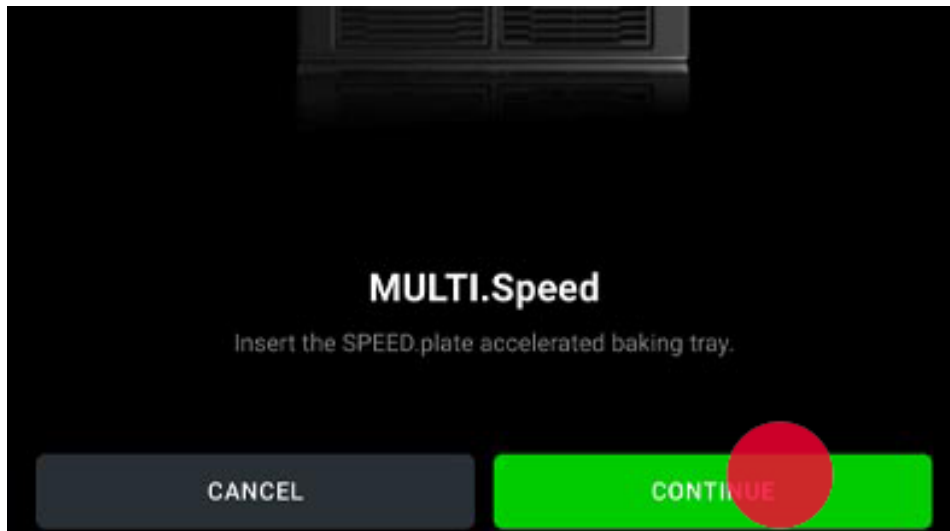 MULTI.Speed
Insert the SPEED.plate accelerated baking tray.
CANCEL
CONTINUE